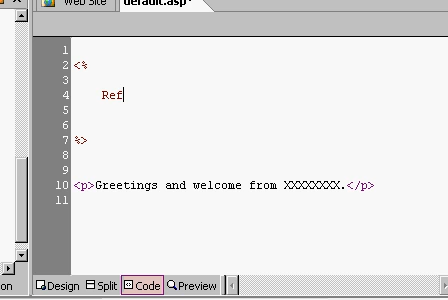 Web Site default.asp*
1
2 <%
3
4 Ref
5
6
7 %>
8
9
10 <p>Greetings and welcome from XXXXXXXX.</p>
11
on Design Split Code Preview